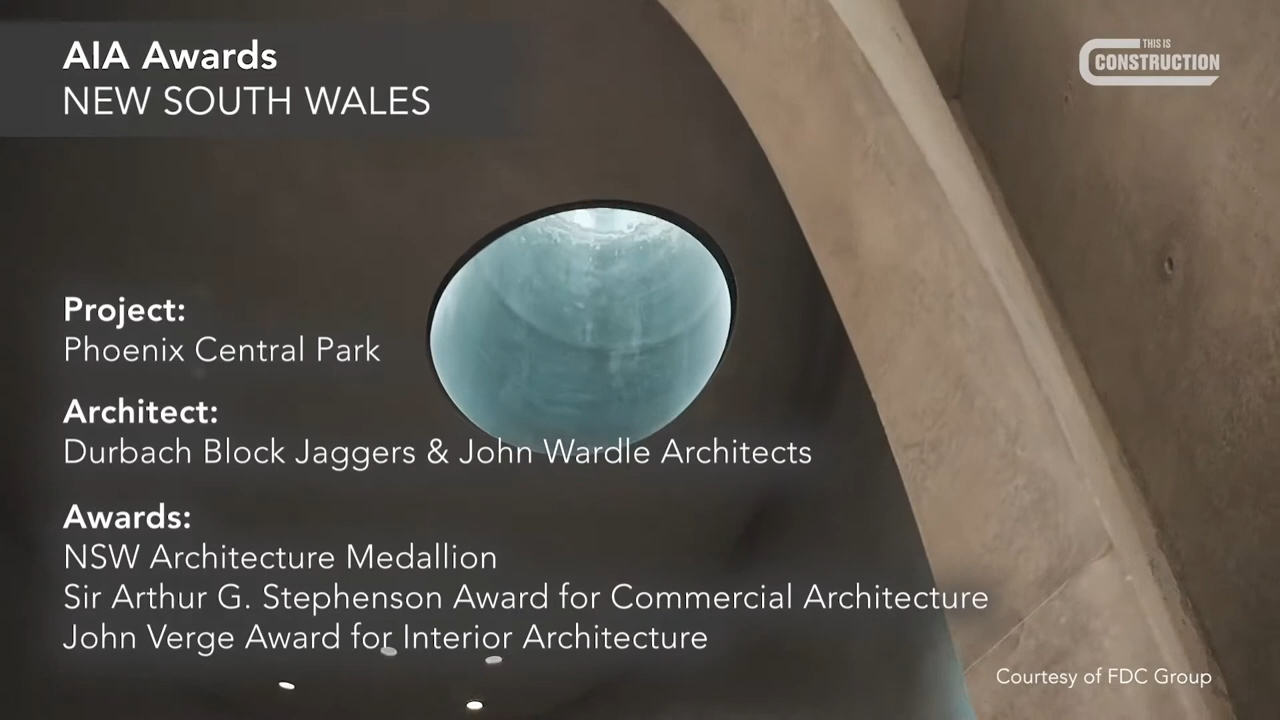 AIA Awards
NEW SOUTH WALES
THIS IS
CONSTRUCTION
Project:
Phoenix Central Park
Architect:
Durbach Block Jaggers & John Wardle Architects
Awards:
NSW Architecture Medallion
Sir Arthur G. Stephenson Award for Commercial Architecture
John Verge Award for Interior Architecture
Courtesy of FDC Group